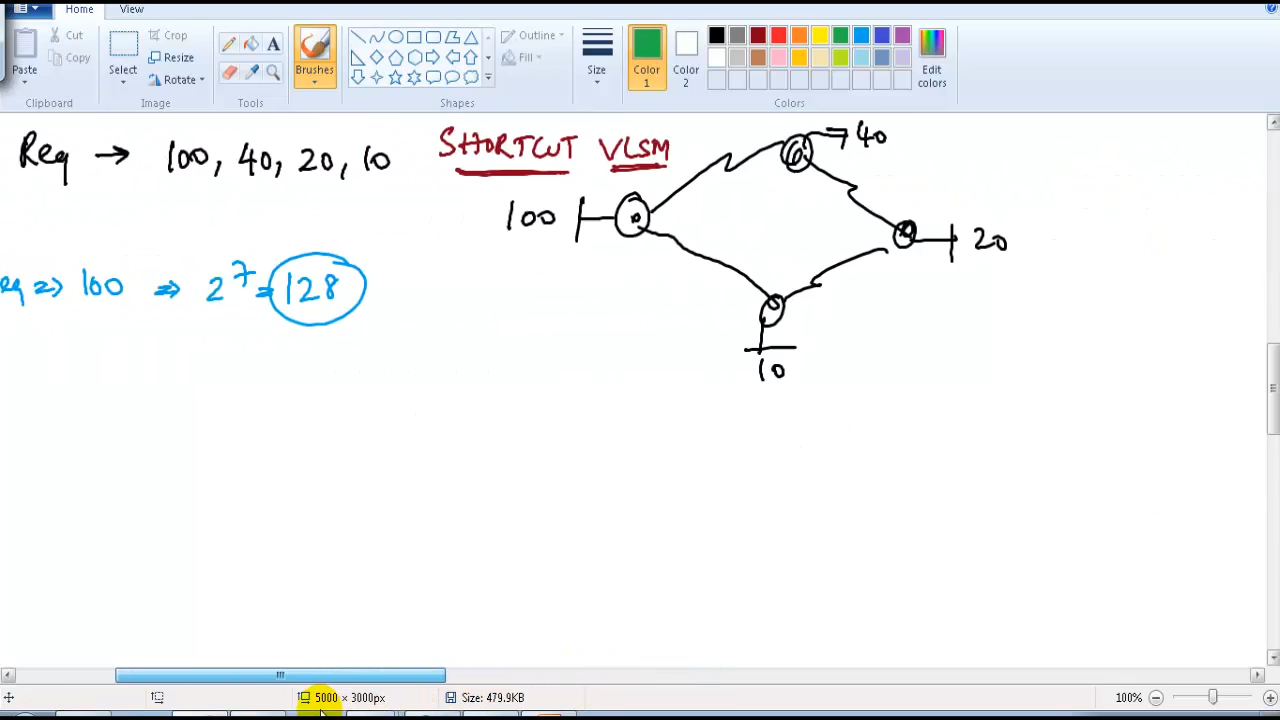 Home
View
Paste
Cut
Copy
Clipboard
Select
Crop
Resize
Rotate
Image
A
Tools
Brushes
Outline
Fill
Shapes
Size
Color 1
Color 2
Edit colors
Colors
Req → 100, 40, 20, 10
SHORTCUT VLSM
40
100
20
10
eq => 100 => 2^7 = 128
5000 × 3000px
Size: 479.9KB
100%